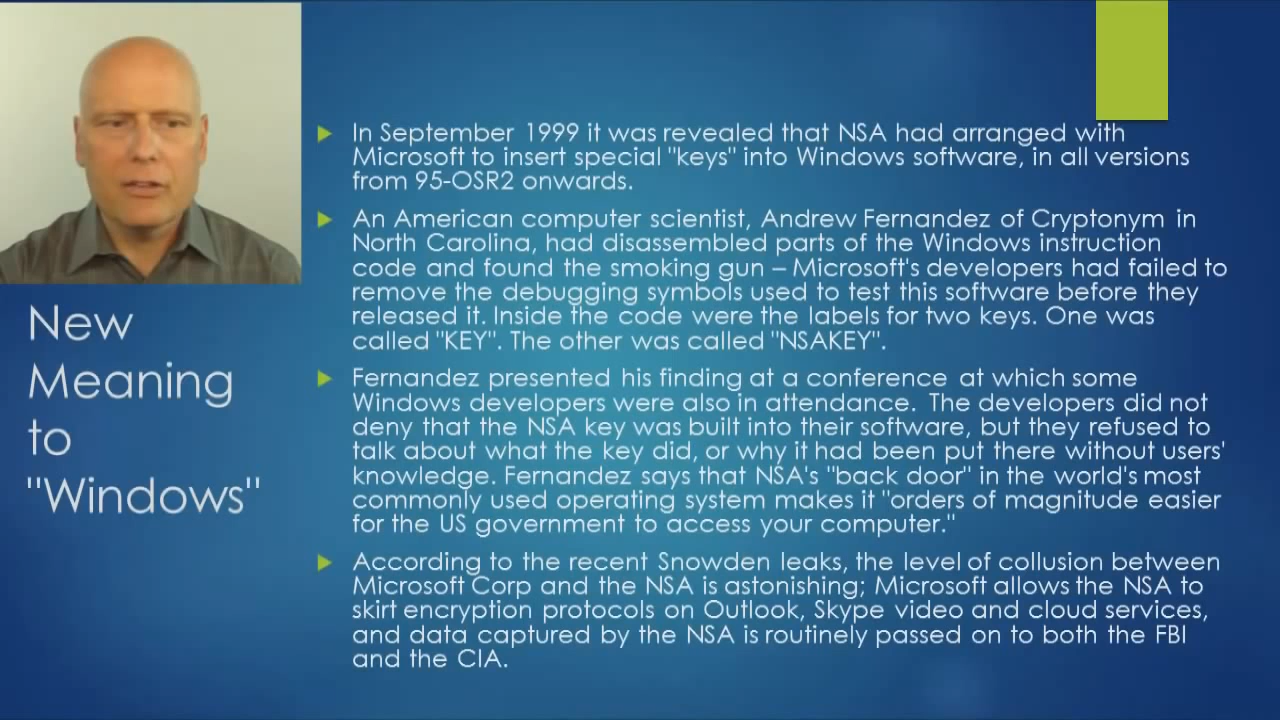 New
Meaning
to
"Windows"
In September 1999 it was revealed that NSA had arranged with
Microsoft to insert special "keys" into Windows software, in all versions
from 95-OSR2 onwards.
An American computer scientist, Andrew Fernandez of Cryptonym in
North Carolina, had disassembled parts of the Windows instruction
code and found the smoking gun – Microsoft's developers had failed to
remove the debugging symbols used to test this software before they
released it. Inside the code were the labels for two keys. One was
called "KEY". The other was called "NSAKEY".
Fernandez presented his finding at a conference at which some
Windows developers were also in attendance. The developers did not
deny that the NSA key was built into their software, but they refused to
talk about what the key did, or why it had been put there without users'
knowledge. Fernandez says that NSA's "back door" in the world's most
commonly used operating system makes it "orders of magnitude easier
for the US government to access your computer."
According to the recent Snowden leaks, the level of collusion between
Microsoft Corp and the NSA is astonishing; Microsoft allows the NSA to
skirt encryption protocols on Outlook, Skype video and cloud services,
and data captured by the NSA is routinely passed on to both the FBI
and the CIA.